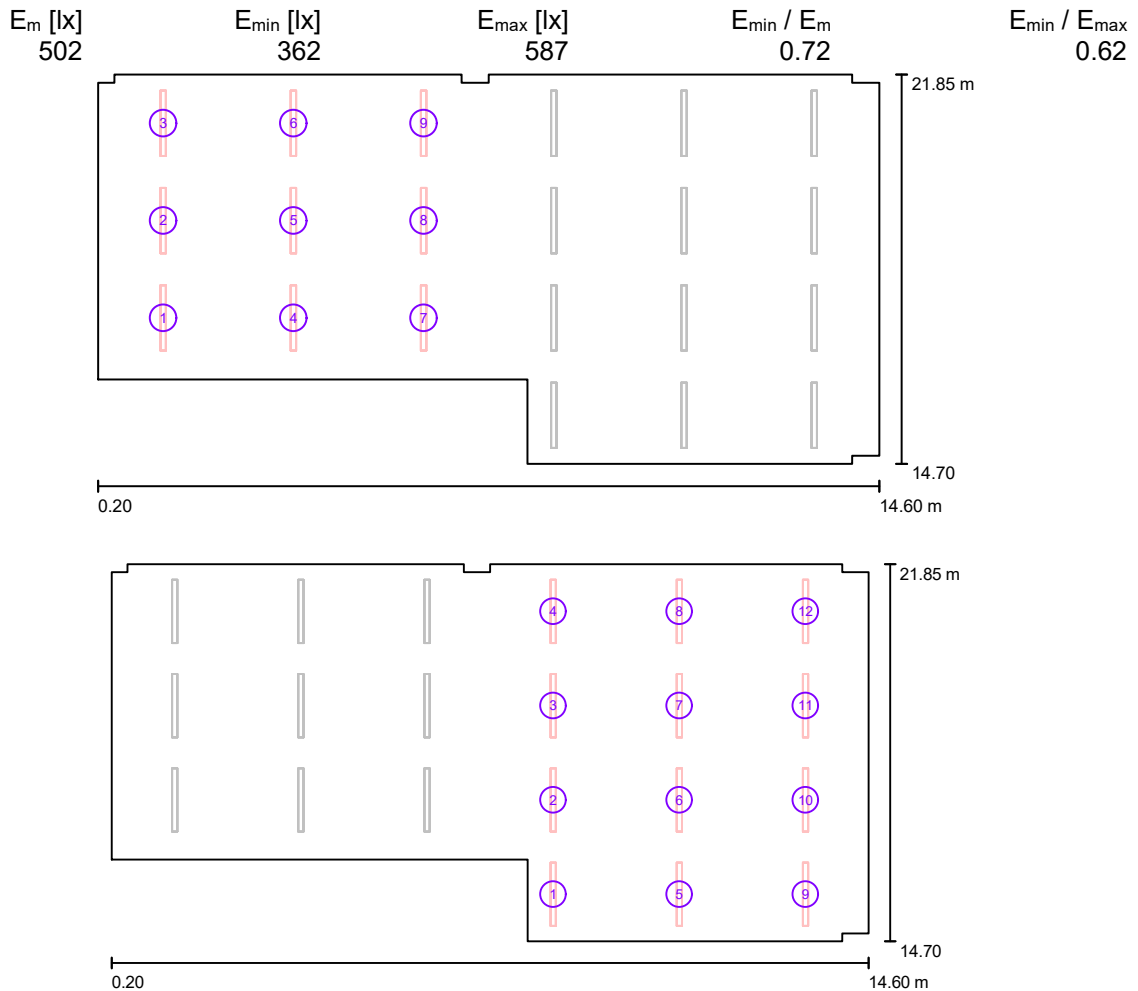 Em [lx] Emin [lx] Emax [lx] Emin / Em Emin / Emax
502 362 587 0.72 0.62
21.85 m
3 6 9
2 5 8
1 4 7
14.70
0.20 14.60 m
21.85 m
4 8 12
3 7 11
2 6 10
1 5 9
14.70
0.20 14.60 m